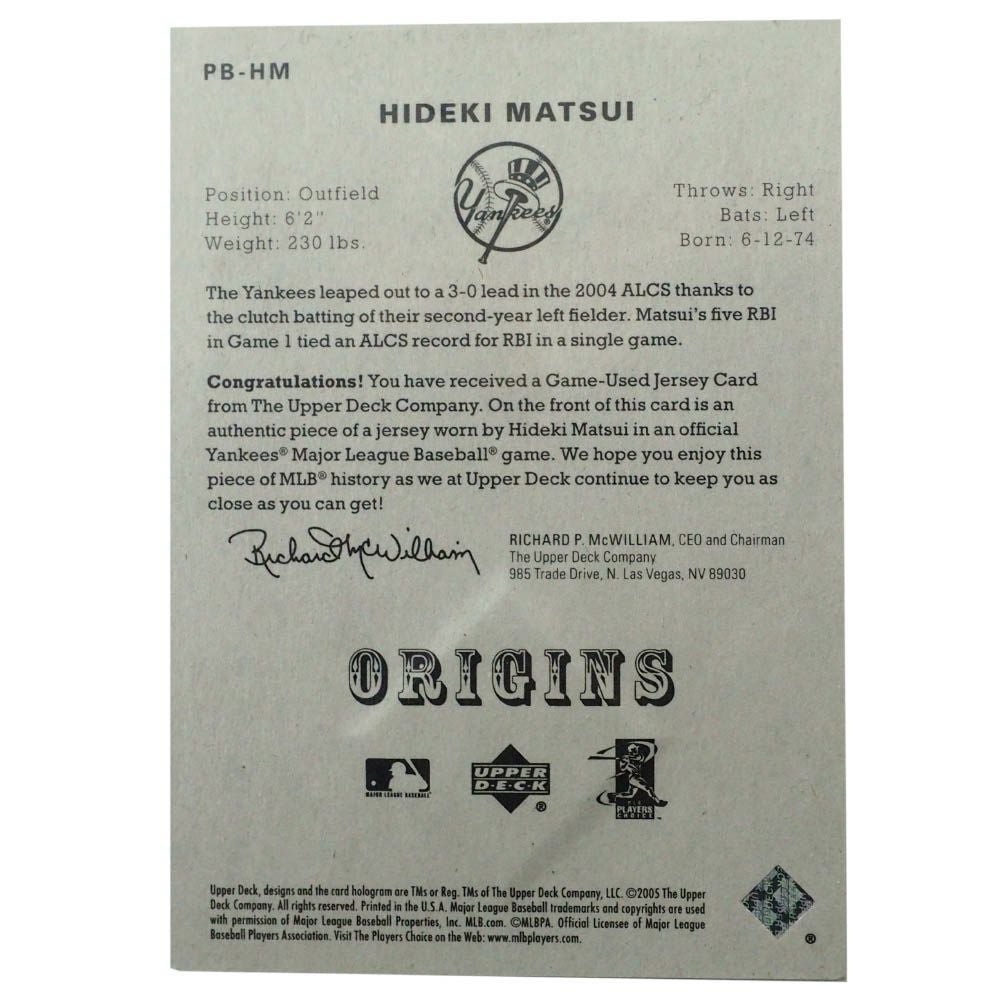 PB-HM
HIDEKI MATSUI
Yankees®
Position: Outfield
Height: 6'2"
Weight: 230 lbs.
Throws: Right
Bats: Left
Born: 6-12-74
The Yankees leaped out to a 3-0 lead in the 2004 ALCS thanks to
the clutch batting of their second-year left fielder. Matsui's five RBI
in Game 1 tied an ALCS record for RBI in a single game.
Congratulations! You have received a Game-Used Jersey Card
from The Upper Deck Company. On the front of this card is an
authentic piece of a jersey worn by Hideki Matsui in an official
Yankees® Major League Baseball® game. We hope you enjoy this
piece of MLB® history as we at Upper Deck continue to keep you as
close as you can get!
Richard McWilliam
RICHARD P. McWILLIAM, CEO and Chairman
The Upper Deck Company
985 Trade Drive, N. Las Vegas, NV 89030
ORIGINS
MAJOR LEAGUE BASEBALL
UPPER
D·E·C·K
®
PLAYERS
CHOICE™
Upper Deck, designs and the card hologram are TMs or Reg. TMs of The Upper Deck Company, LLC. ©2005 The Upper
Deck Company. All rights reserved. Printed in the U.S.A. Major League Baseball trademarks and copyrights are used
with permission of Major League Baseball Properties, Inc. MLB.com. ©MLBPA. Official Licensee of Major League
Baseball Players Association. Visit The Players Choice on the Web: www.mlbplayers.com.
®